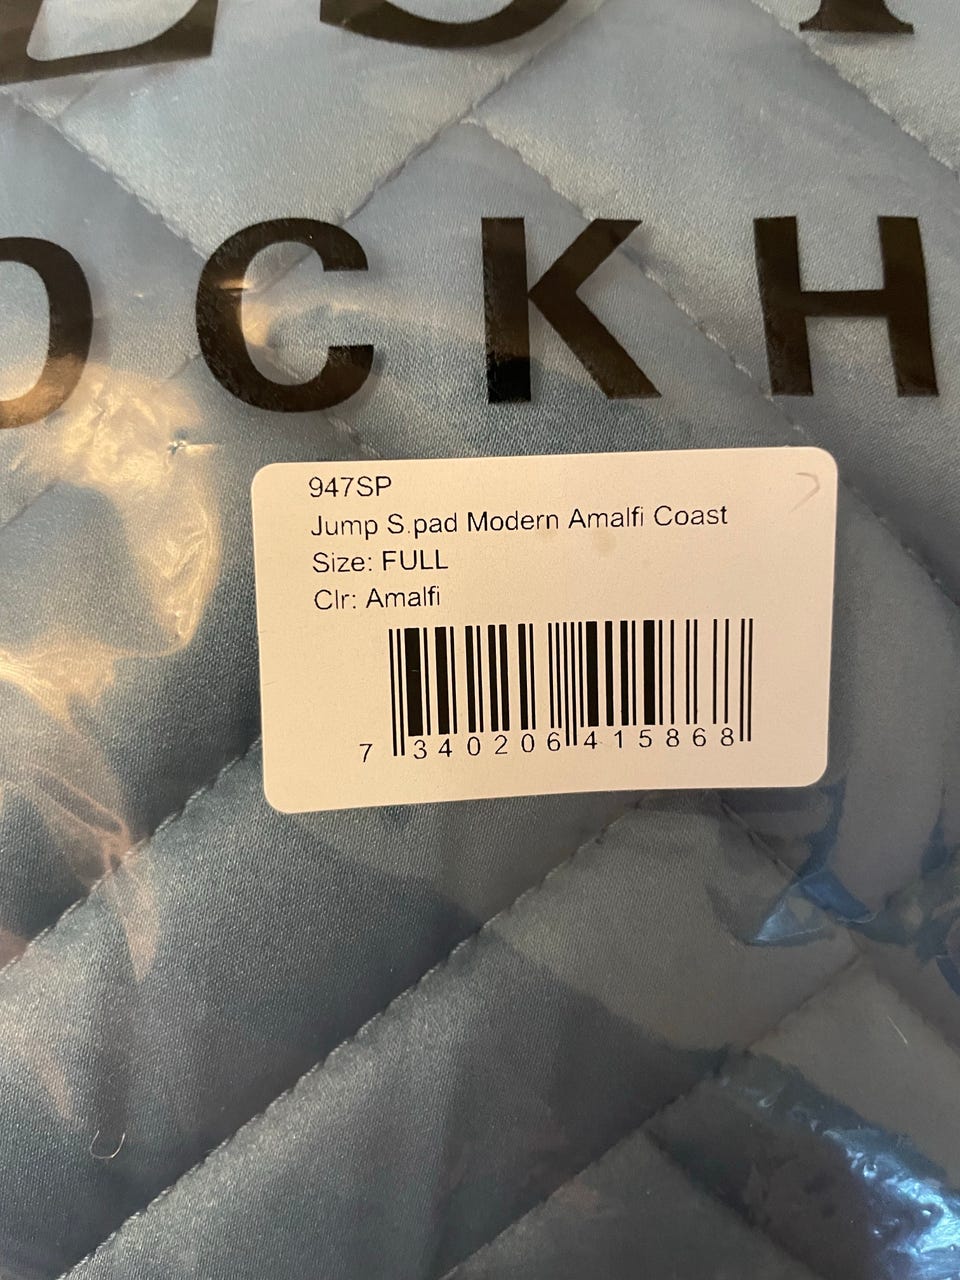 OCKH
947SP
Jump S.pad Modern Amalfi Coast
Size: FULL
Clr: Amalfi
7 340206 415868